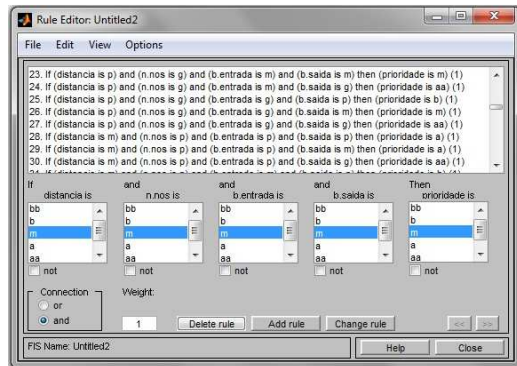 Rule Editor: Untitled2
File Edit View Options
23. If (distancia is p) and (n.nos is g) and (b.entrada is m) and (b.saida is m) then (prioridade is m) (1)
24. If (distancia is p) and (n.nos is g) and (b.entrada is m) and (b.saida is g) then (prioridade is aa) (1)
25. If (distancia is p) and (n.nos is g) and (b.entrada is g) and (b.saida is p) then (prioridade is b) (1)
26. If (distancia is p) and (n.nos is g) and (b.entrada is g) and (b.saida is m) then (prioridade is m) (1)
27. If (distancia is p) and (n.nos is g) and (b.entrada is g) and (b.saida is g) then (prioridade is aa) (1)
28. If (distancia is m) and (n.nos is p) and (b.entrada is p) and (b.saida is p) then (prioridade is a) (1)
29. If (distancia is m) and (n.nos is p) and (b.entrada is p) and (b.saida is m) then (prioridade is a) (1)
30. If (distancia is m) and (n.nos is p) and (b.entrada is p) and (b.saida is g) then (prioridade is aa) (1)
If and and and Then
distancia is n.nos is b.entrada is b.saida is prioridade is
bb bb bb bb bb
b b b b b
m m m m m
a a a a a
aa aa aa aa aa
not not not not not
Connection Weight:
or
and 1 Delete rule Add rule Change rule << >>
FIS Name: Untitled2 Help Close